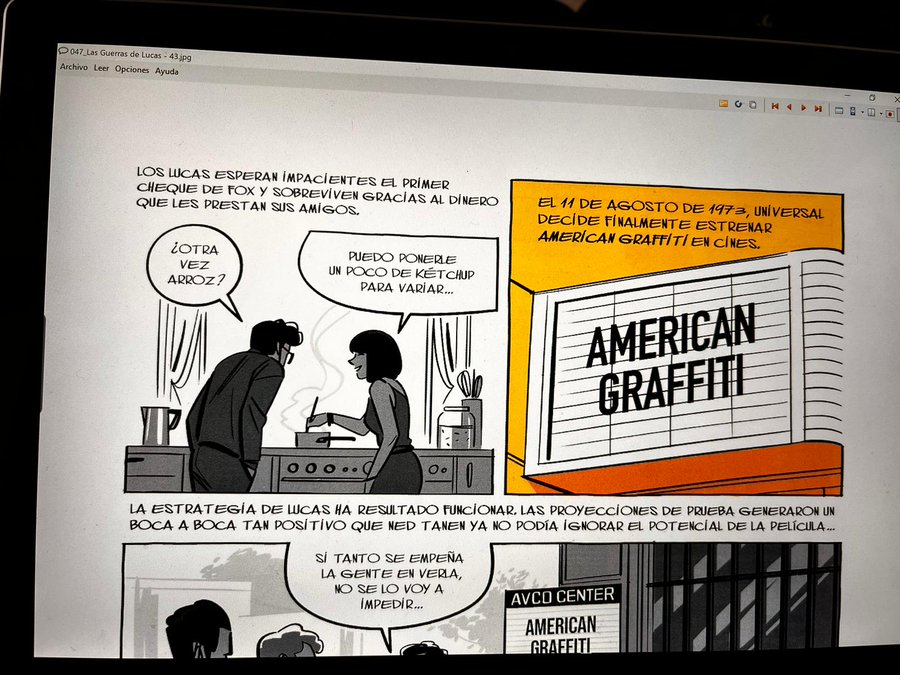 047_Las Guerras de Lucas - 43.jpg
Archivo Leer Opciones Ayuda
LOS LUCAS ESPERAN IMPACIENTES EL PRIMER
CHEQUE DE FOX Y SOBREVIVEN GRACIAS AL DINERO
QUE LES PRESTAN SUS AMIGOS.
¿OTRA
VEZ
ARROZ?
PUEDO PONERLE
UN POCO DE KÉTCHUP
PARA VARIAR...
EL 11 DE AGOSTO DE 1973, UNIVERSAL
DECIDE FINALMENTE ESTRENAR
AMERICAN GRAFFITI EN CINES.
AMERICAN
GRAFFITI
LA ESTRATEGIA DE LUCAS HA RESULTADO FUNCIONAR. LAS PROYECCIONES DE PRUEBA GENERARON UN
BOCA A BOCA TAN POSITIVO QUE NED TANEN YA NO PODÍA IGNORAR EL POTENCIAL DE LA PELÍCULA...
SI TANTO SE EMPEÑA
LA GENTE EN VERLA,
NO SE LO VOY A
IMPEDIR...
AVCO CENTER
AMERICAN
GRAFFITI